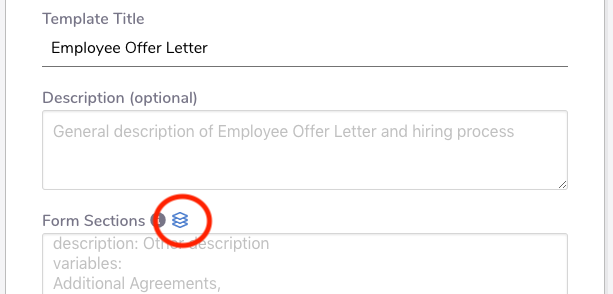 Template Title
Employee Offer Letter
Description (optional)
General description of Employee Offer Letter and hiring process
Form Sections
description: Other description
variables:
Additional Agreements,